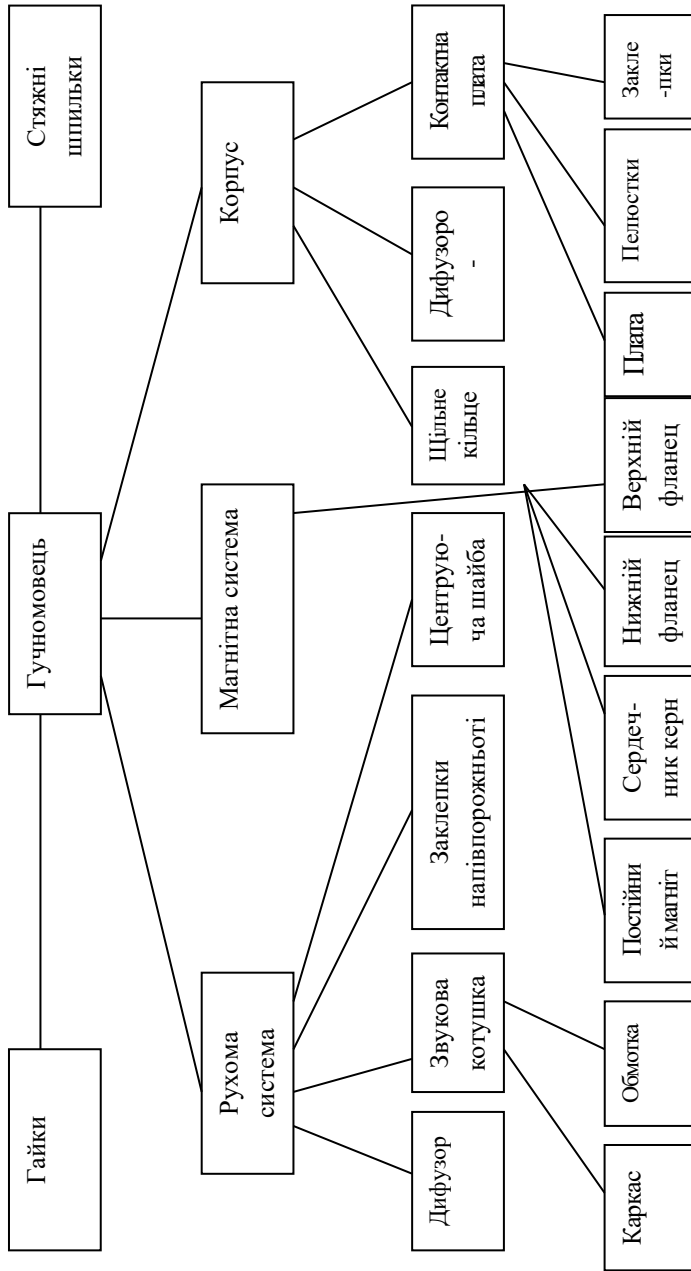 Гайки
Гучномовець
Стяжні
шпильки
Рухома
система
Магнітна система
Корпус
Дифузор
Звукова
котушка
Заклепки
напівпорожньоті
Центрую-
ча шайба
Щільне
кільце
Дифузоро
-
Контактна
плата
Каркас
Обмотка
Постійни
й магніт
Сердеч-
ник керн
Нижній
фланец
Верхній
фланец
Плата
Пелюстки
Закле
-пки